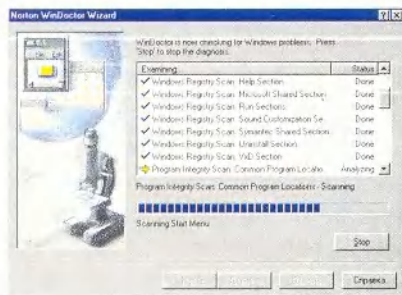 Norton WinDoctor Wizard
WinDoctor is now checking for Windows problems. Press
'Stop' to stop the diagnosis.
Examining Status
Windows Registry Scan: Help Section Done
Windows Registry Scan: Microsoft Shared Section Done
Windows Registry Scan: Run Sections Done
Windows Registry Scan: Sound Customization Se Done
Windows Registry Scan: Symantec Shared Section Done
Windows Registry Scan: Uninstall Section Done
Windows Registry Scan: VxD Section Done
Program Integrity Scan: Common Program Locatio Analyzing
Program Integrity Scan: Common Program Locations - Scanning
Scanning Start Menu
Stop
Справка